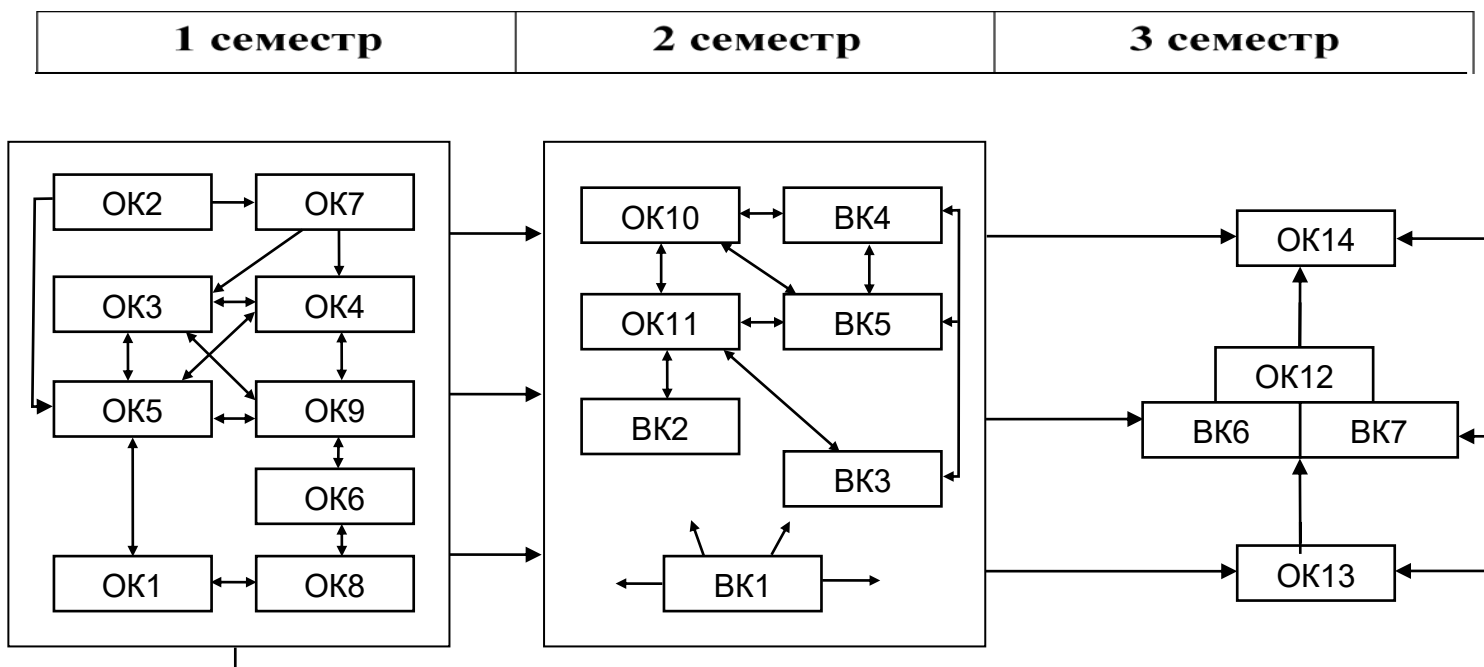 1 семестр 2 семестр 3 семестр
ОК2 ОК7
ОК3 ОК4
ОК5 ОК9
ОК6
ОК1 ОК8
ОК10 ВК4
ОК11 ВК5
ВК2
ВК3
ВК1
ОК14
ОК12
ВК6 ВК7
ОК13